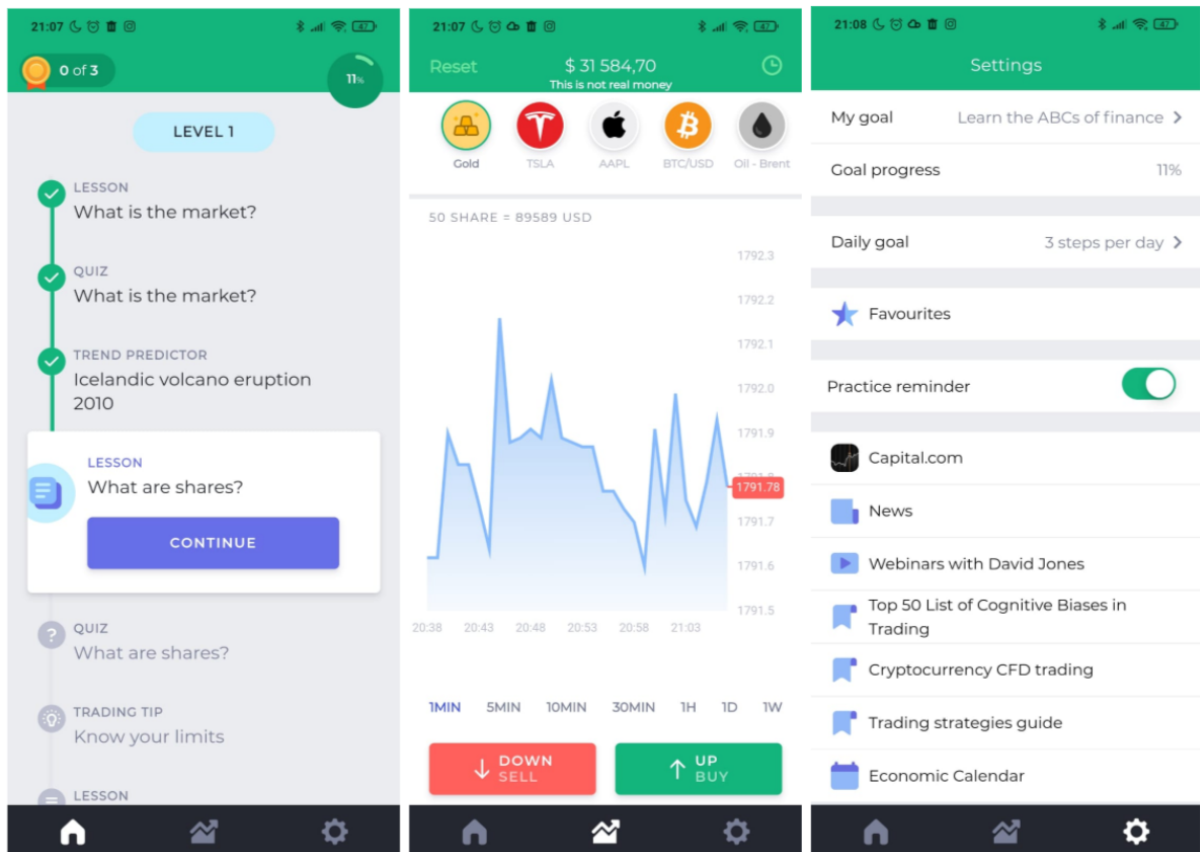 21:07
47
0 of 3
11%
LEVEL 1
LESSON
What is the market?
QUIZ
What is the market?
TREND PREDICTOR
Icelandic volcano eruption
2010
LESSON
What are shares?
CONTINUE
QUIZ
What are shares?
TRADING TIP
Know your limits
LESSON
21:07
47
Reset
$ 31 584,70
This is not real money
Gold
TSLA
AAPL
BTC/USD
Oil - Brent
50 SHARE = 89589 USD
1792.3
1792.2
1792.1
1792.0
1791.9
1791.78
1791.7
1791.6
1791.5
20:38 20:43 20:48 20:53 20:58 21:03
1MIN 5MIN 10MIN 30MIN 1H 1D 1W
DOWN
SELL
UP
BUY
21:08
47
Settings
My goal Learn the ABCs of finance
Goal progress 11%
Daily goal 3 steps per day
Favourites
Practice reminder
Capital.com
News
Webinars with David Jones
Top 50 List of Cognitive Biases in
Trading
Cryptocurrency CFD trading
Trading strategies guide
Economic Calendar